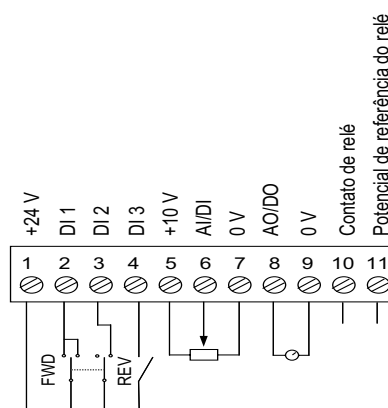 +24 V
DI 1
DI 2
DI 3
+10 V
AI/DI
0 V
AO/DO
0 V
Contato de relé
Potencial de referência do relé
1 2 3 4 5 6 7 8 9 10 11
FWD
REV